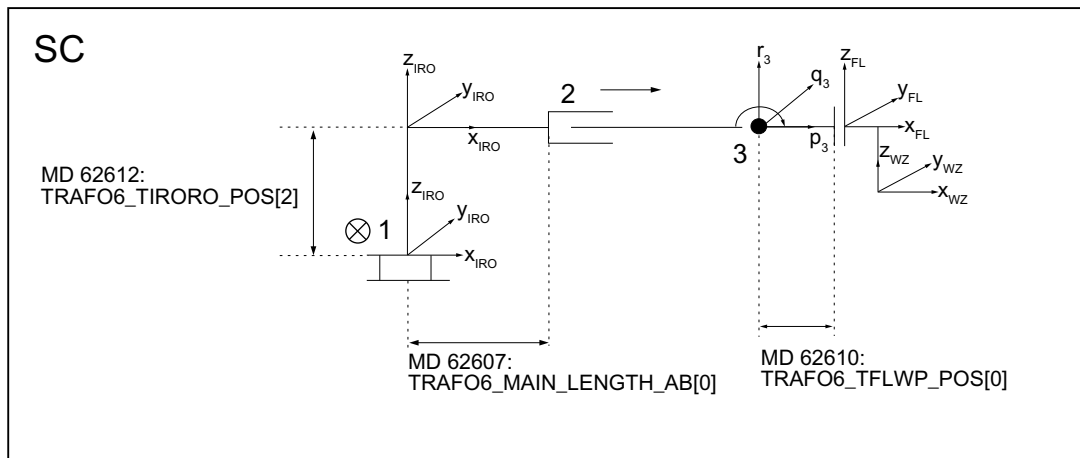 SC
z_IRO
y_IRO
x_IRO
2
r_3
q_3
p_3
3
z_FL
y_FL
x_FL
z_WZ
y_WZ
x_WZ
MD 62612:
TRAFO6_TIRORO_POS[2]
z_IRO
y_IRO
x_IRO
1
MD 62607:
TRAFO6_MAIN_LENGTH_AB[0]
MD 62610:
TRAFO6_TFLWP_POS[0]